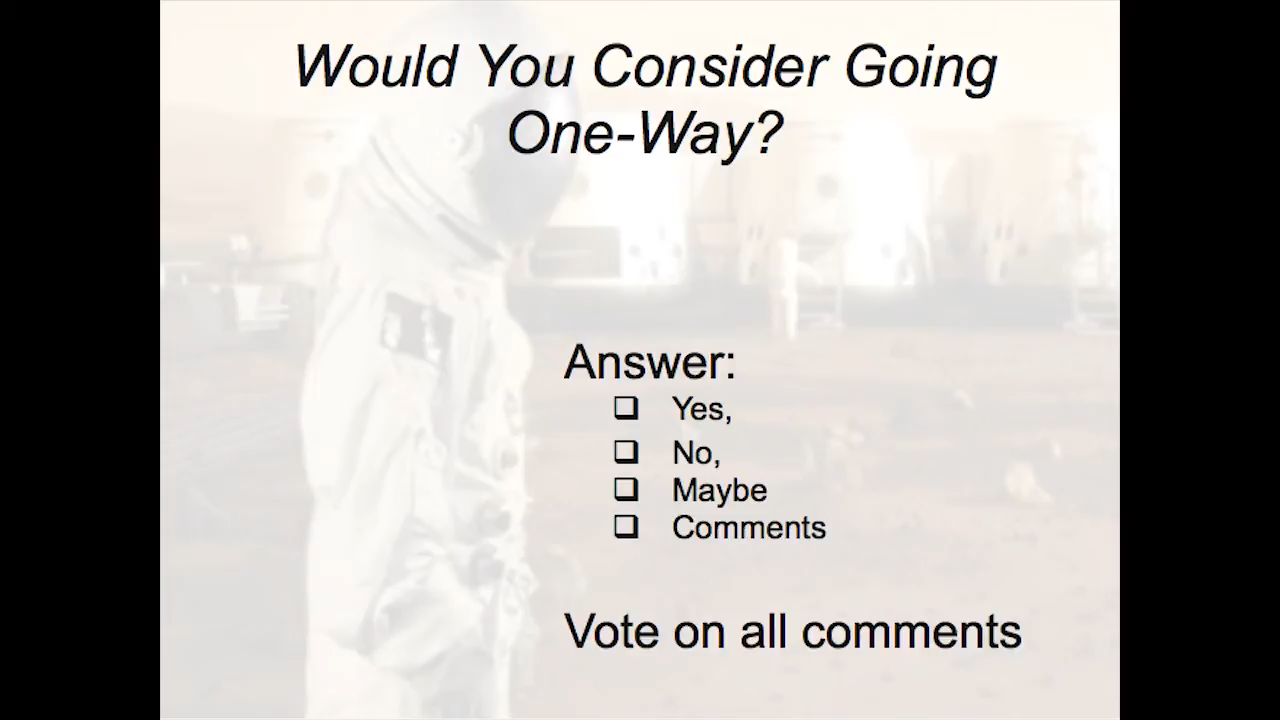 Would You Consider Going
One-Way?
Answer:
❑ Yes,
❑ No,
❑ Maybe
❑ Comments
Vote on all comments